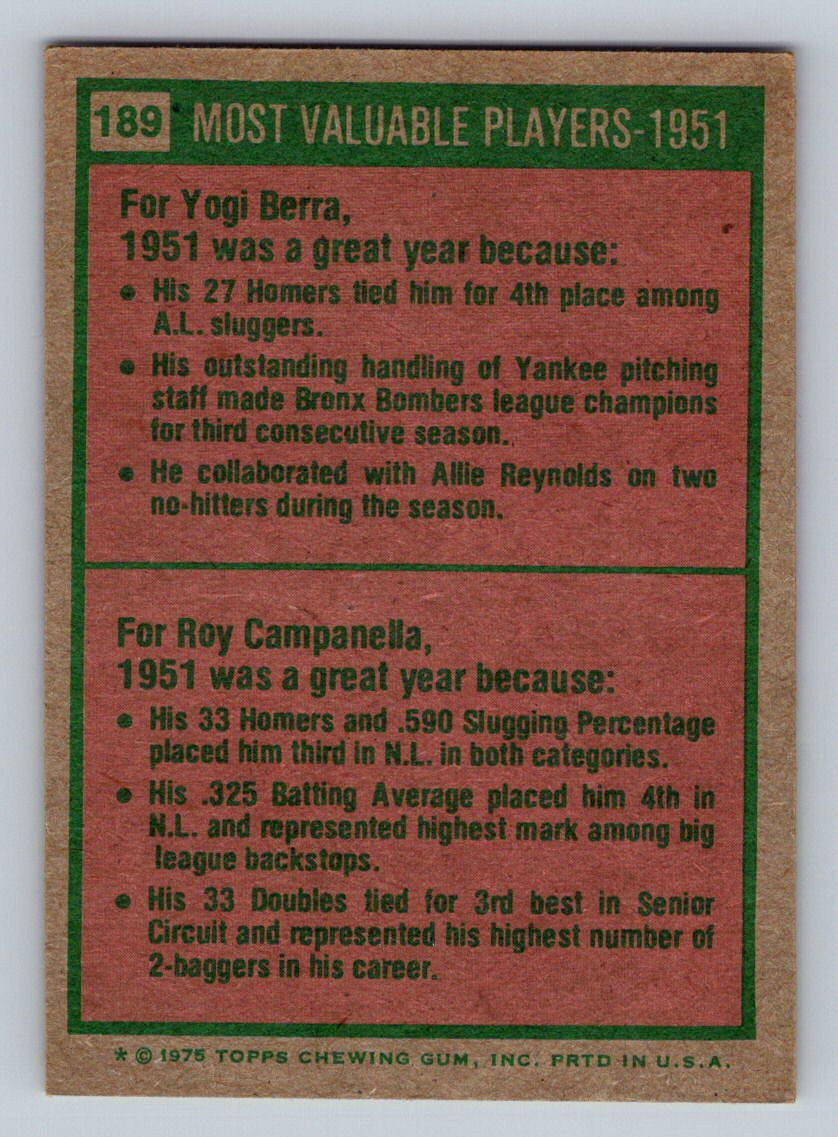 189 MOST VALUABLE PLAYERS-1951
For Yogi Berra,
1951 was a great year because:
● His 27 Homers tied him for 4th place among
A.L. sluggers.
● His outstanding handling of Yankee pitching
staff made Bronx Bombers league champions
for third consecutive season.
● He collaborated with Allie Reynolds on two
no-hitters during the season.
For Roy Campanella,
1951 was a great year because:
● His 33 Homers and .590 Slugging Percentage
placed him third in N.L. in both categories.
● His .325 Batting Average placed him 4th in
N.L. and represented highest mark among big
league backstops.
● His 33 Doubles tied for 3rd best in Senior
Circuit and represented his highest number of
2-baggers in his career.
* © 1975 TOPPS CHEWING GUM, INC. PRTD IN U.S.A.